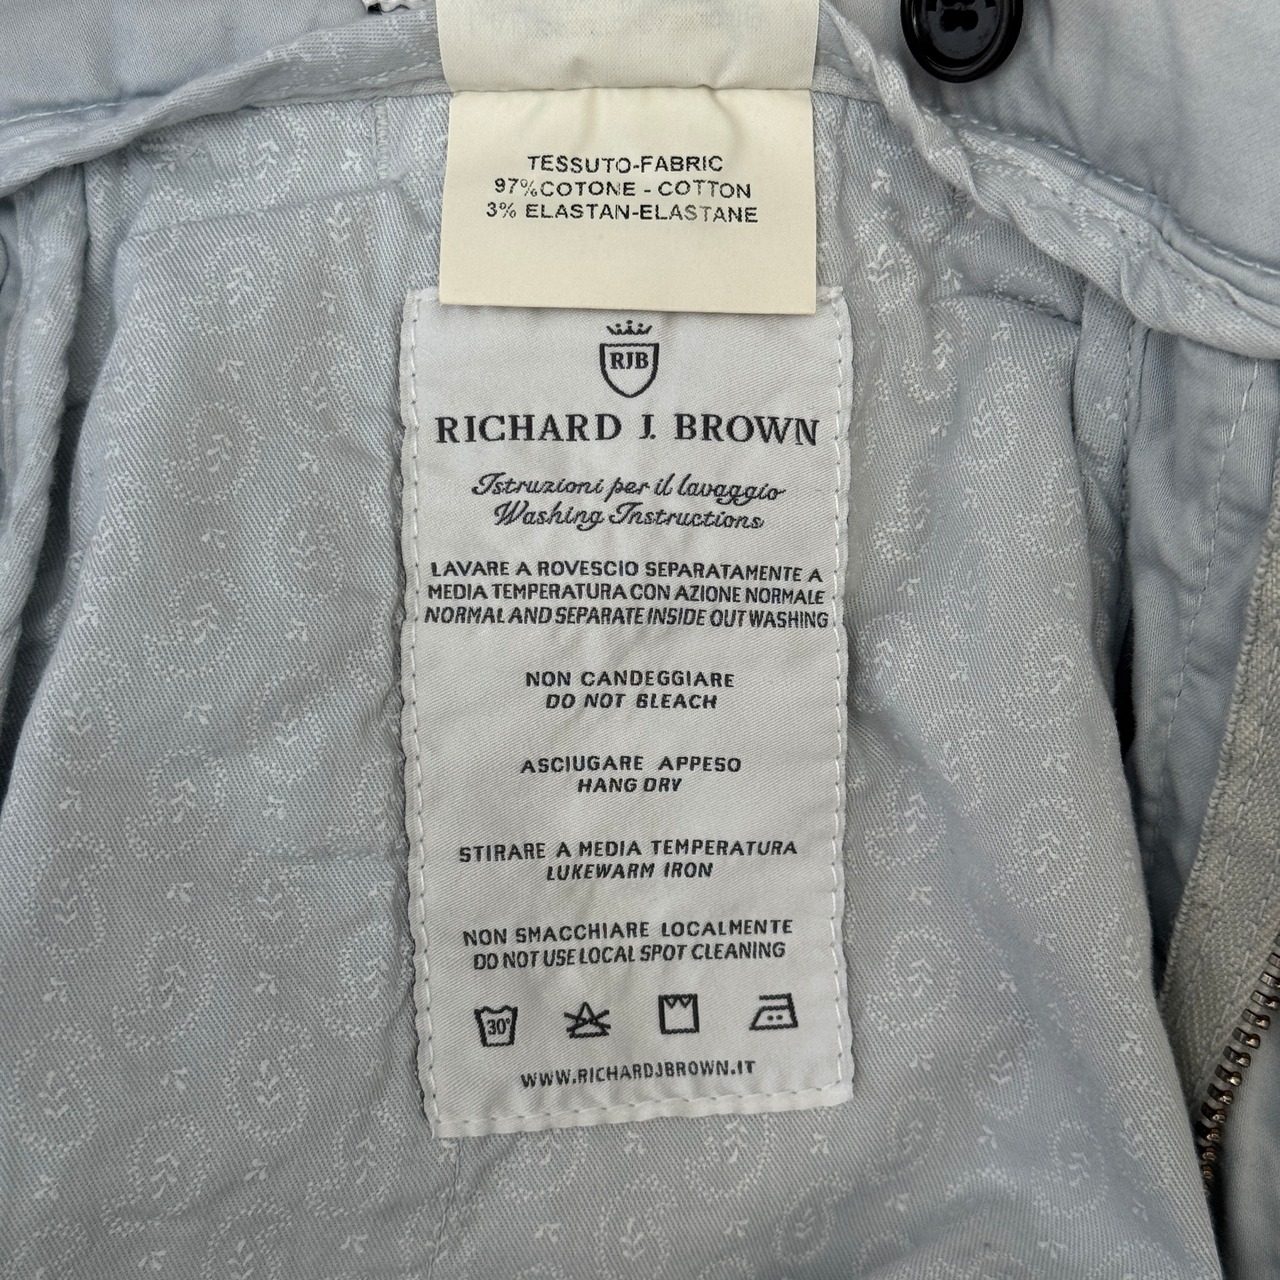 TESSUTO-FABRIC
97%COTONE - COTTON
3% ELASTAN-ELASTANE
RJB
RICHARD J. BROWN
Istruzioni per il lavaggio
Washing Instructions
LAVARE A ROVESCIO SEPARATAMENTE A
MEDIA TEMPERATURA CON AZIONE NORMALE
NORMAL AND SEPARATE INSIDE OUT WASHING
NON CANDEGGIARE
DO NOT BLEACH
ASCIUGARE APPESO
HANG DRY
STIRARE A MEDIA TEMPERATURA
LUKEWARM IRON
NON SMACCHIARE LOCALMENTE
DO NOT USE LOCAL SPOT CLEANING
30°
WWW.RICHARDJBROWN.IT